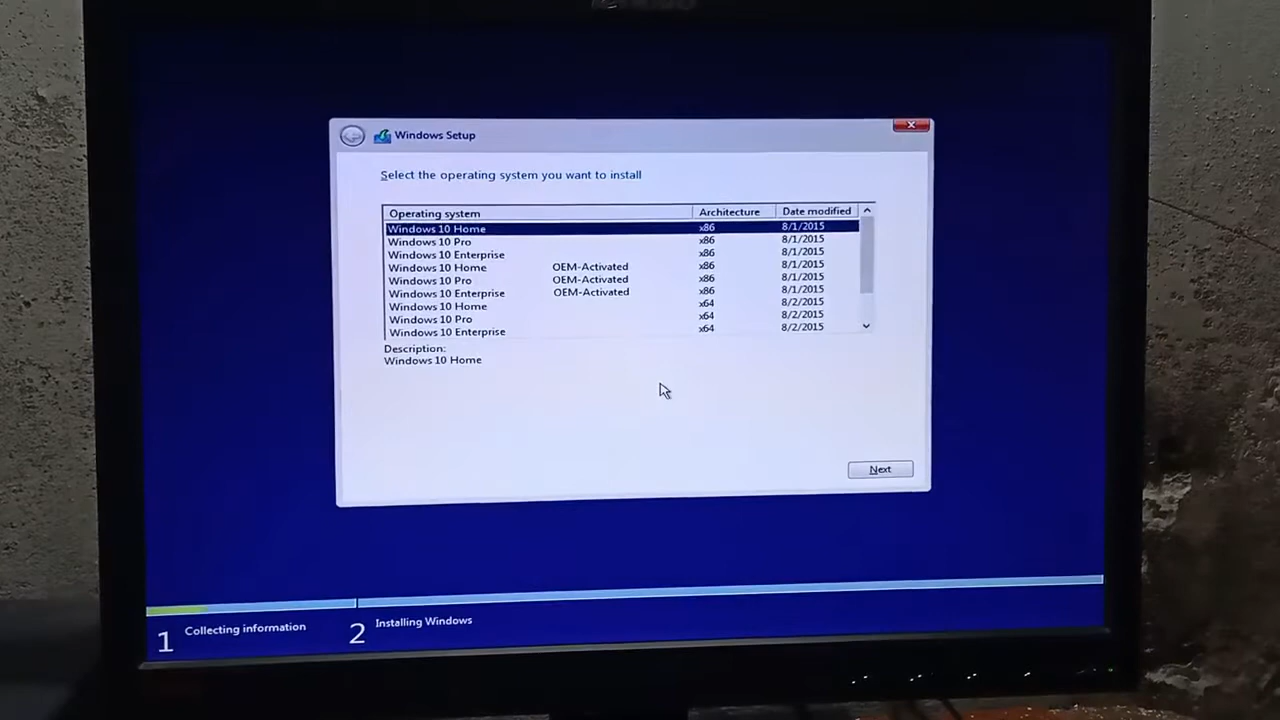 Windows Setup
Select the operating system you want to install
Operating system Architecture Date modified
Windows 10 Home x86 8/1/2015
Windows 10 Pro x86 8/1/2015
Windows 10 Enterprise x86 8/1/2015
Windows 10 Home OEM-Activated x86 8/1/2015
Windows 10 Pro OEM-Activated x86 8/1/2015
Windows 10 Enterprise OEM-Activated x86 8/1/2015
Windows 10 Home x64 8/2/2015
Windows 10 Pro x64 8/2/2015
Windows 10 Enterprise x64 8/2/2015
Description:
Windows 10 Home
Next
1 Collecting information 2 Installing Windows